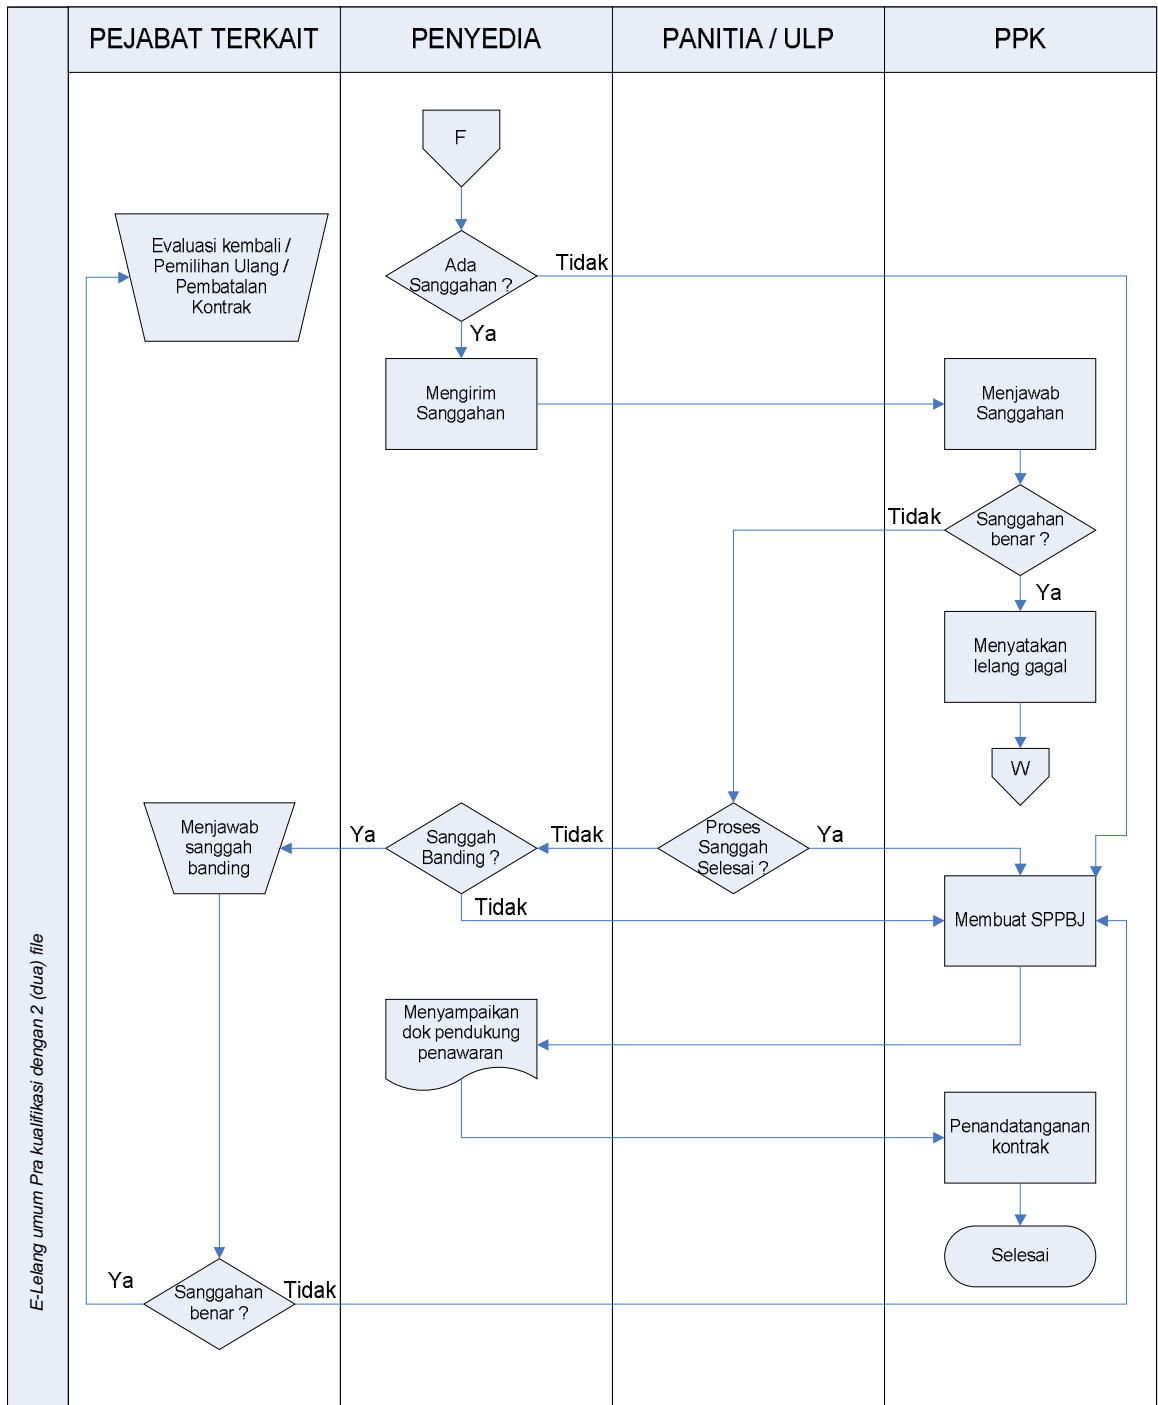 PEJABAT TERKAIT
PENYEDIA
PANITIA / ULP
PPK
E-Lelang umum Pra kualifikasi dengan 2 (dua) file
F
Evaluasi kembali /
Pemilihan Ulang /
Pembatalan
Kontrak
Ada
Sanggahan ?
Tidak
Ya
Mengirim
Sanggahan
Menjawab
Sanggahan
Tidak
Sanggahan
benar ?
Ya
Menyatakan
lelang gagal
W
Menjawab
sanggah
banding
Ya
Sanggah
Banding ?
Tidak
Proses
Sanggah
Selesai ?
Ya
Tidak
Membuat SPPBJ
Menyampaikan
dok pendukung
penawaran
Penandatanganan
kontrak
Selesai
Ya
Sanggahan
benar ?
Tidak